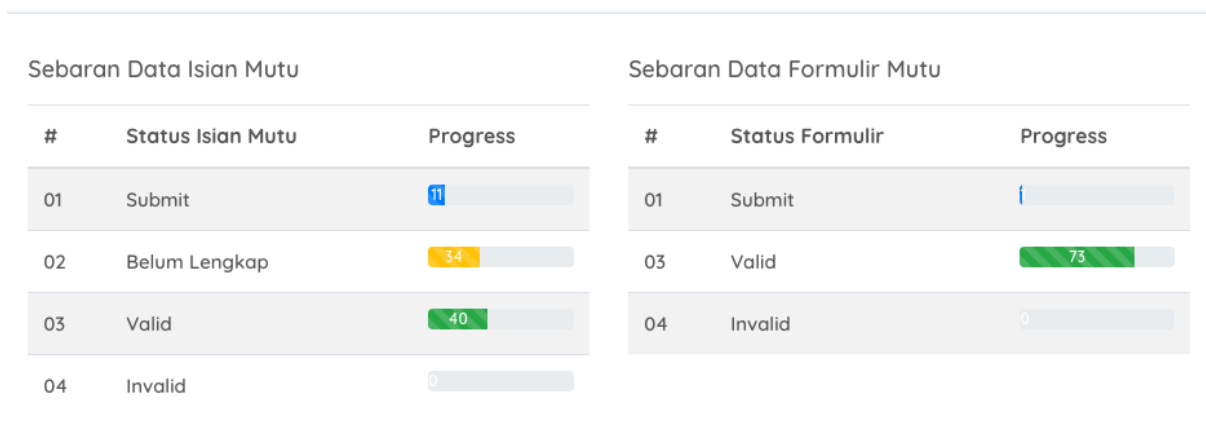 Sebaran Data Isian Mutu
# Status Isian Mutu Progress
01 Submit 11
02 Belum Lengkap 34
03 Valid 40
04 Invalid 0
Sebaran Data Formulir Mutu
# Status Formulir Progress
01 Submit 1
03 Valid 73
04 Invalid 0